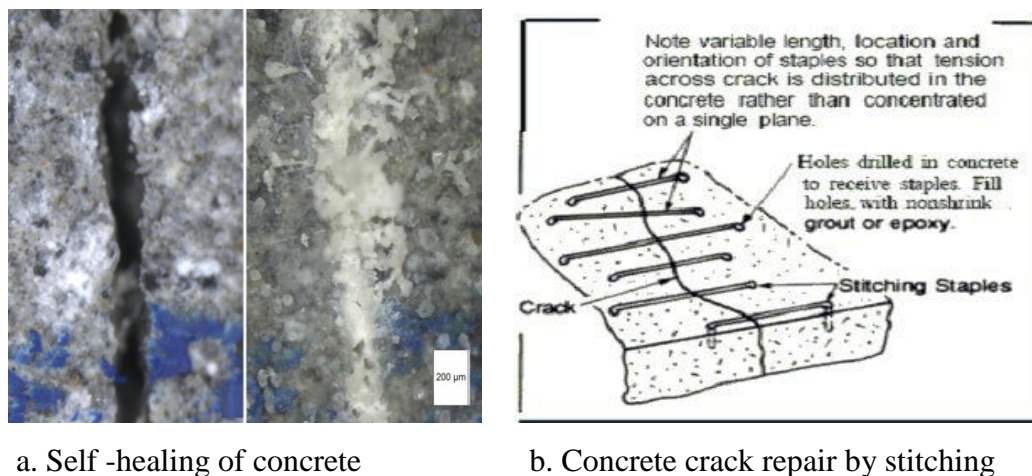 200 µm
Note variable length, location and
orientation of staples so that tension
across crack is distributed in the
concrete rather than concentrated
on a single plane.
Holes drilled in concrete
to receive staples. Fill
holes, with nonshrink
grout or epoxy.
Crack
Stitching Staples
a. Self -healing of concrete
b. Concrete crack repair by stitching